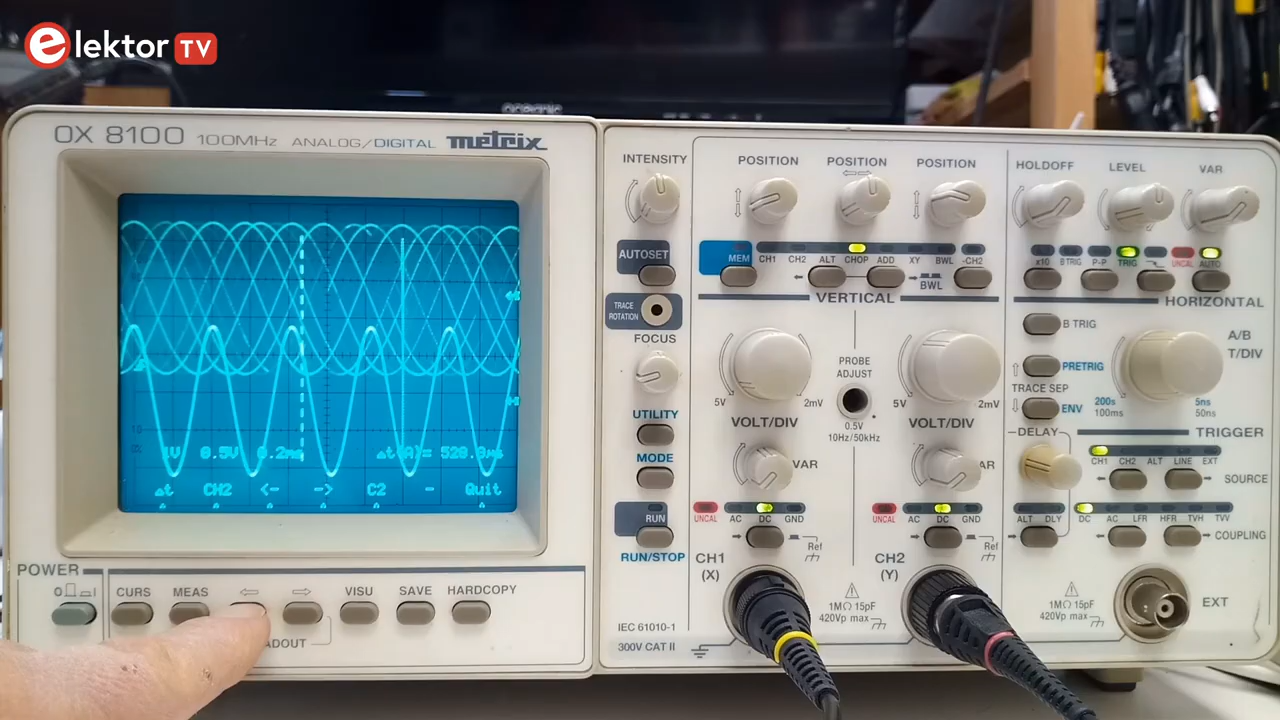 elektor TV
OX 8100 100MHz ANALOG/DIGITAL metrix
1V 0.5V 0.2ms
Δt CH2 <- -> C2 - Quit
POWER
CURS MEAS ⇦ ⇨ VISU SAVE HARDCOPY
INTENSITY
AUTOSET
TRACE
ROTATION
FOCUS
UTILITY
MODE
RUN
RUN/STOP
IEC 61010-1
300V CAT II
POSITION POSITION POSITION
MEM CH1 CH2 ALT CHOP ADD XY BWL -CH2
BWL
VERTICAL
PROBE
ADJUST
0.5V
10Hz/50kHz
5V 2mV 5V 2mV
VOLT/DIV VOLT/DIV
VAR
UNCAL AC DC GND UNCAL AC DC GND
Ref Ref
CH1
(X)
CH2
(Y)
1MΩ 15pF
420Vp max
1MΩ 15pF
420Vp max
HOLDOFF LEVEL VAR
x10 B TRIG P-P TRIG UNCAL AUTO
HORIZONTAL
B TRIG
A/B
T/DIV
PRETRIG
TRACE SEP
ENV
200s 5ns
100ms 50ns
DELAY
TRIGGER
CH1 CH2 ALT LINE EXT
SOURCE
ALT DLY DC AC LFR HFR TVH TVV
COUPLING
EXT